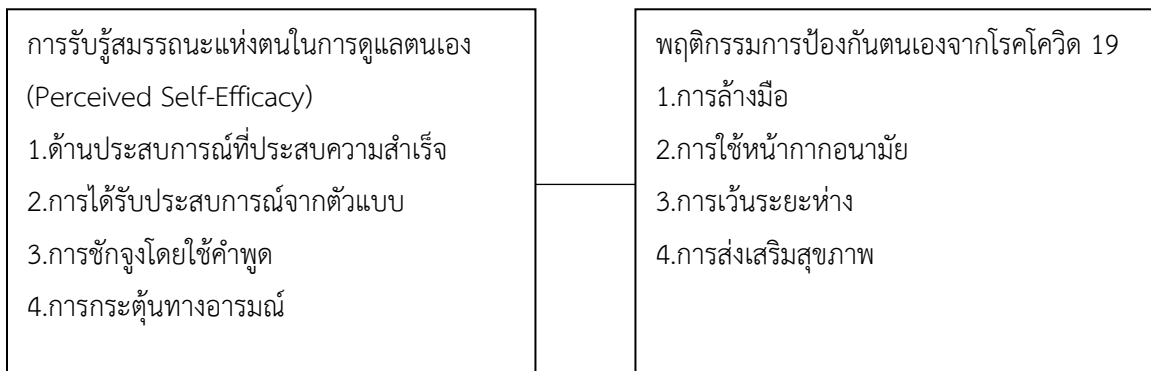 การรับรู้สมรรถนะแห่งตนในการดูแลตนเอง
(Perceived Self-Efficacy)
1.ด้านประสบการณ์ที่ประสบความสำเร็จ
2.การได้รับประสบการณ์จากตัวแบบ
3.การชักจูงโดยใช้คำพูด
4.การกระตุ้นทางอารมณ์
พฤติกรรมการป้องกันตนเองจากโรคโควิด 19
1.การล้างมือ
2.การใช้หน้ากากอนามัย
3.การเว้นระยะห่าง
4.การส่งเสริมสุขภาพ